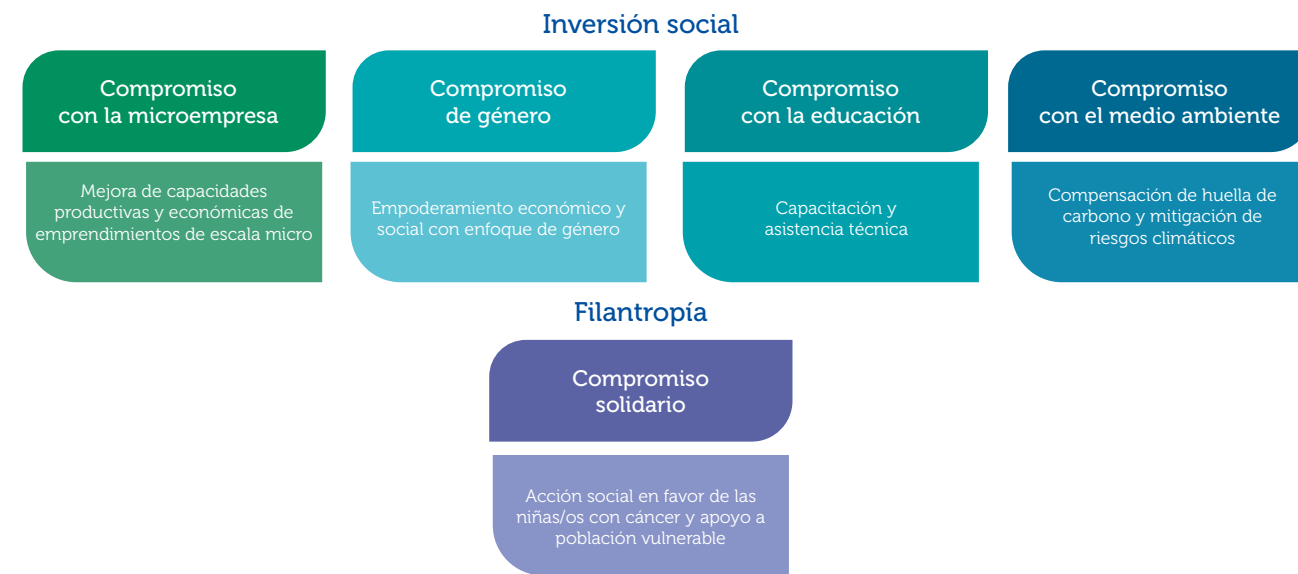 Inversión social
Compromiso
con la microempresa
Mejora de capacidades
productivas y económicas de
emprendimientos de escala micro
Compromiso
de género
Empoderamiento económico y
social con enfoque de género
Compromiso
con la educación
Capacitación y
asistencia técnica
Compromiso
con el medio ambiente
Compensación de huella de
carbono y mitigación de
riesgos climáticos
Filantropía
Compromiso
solidario
Acción social en favor de las
niñas/os con cáncer y apoyo a
población vulnerable